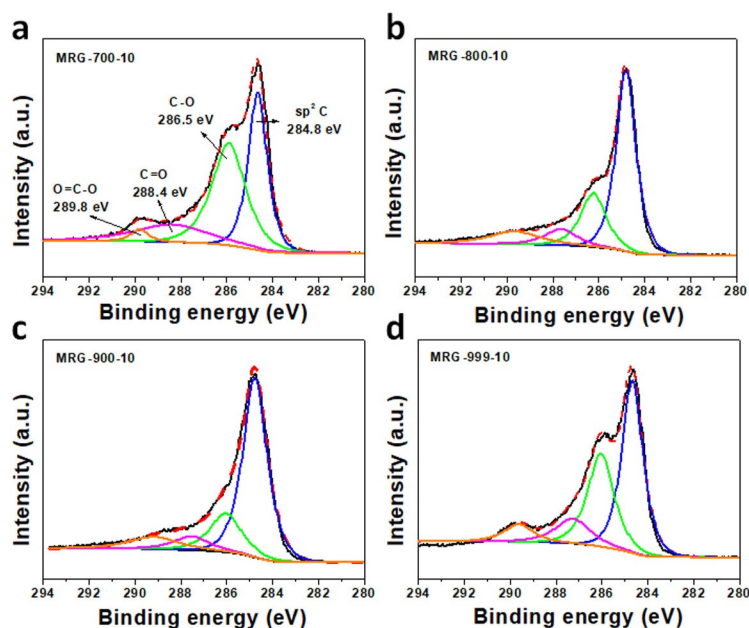 a
MRG-700-10
C-O
286.5 eV
sp² C
284.8 eV
C=O
288.4 eV
O=C-O
289.8 eV
Intensity (a.u.)
294 292 290 288 286 284 282 280
Binding energy (eV)
b
MRG-800-10
Intensity (a.u.)
294 292 290 288 286 284 282 280
Binding energy (eV)
c
MRG-900-10
Intensity (a.u.)
294 292 290 288 286 284 282 280
Binding energy (eV)
d
MRG-999-10
Intensity (a.u.)
294 292 290 288 286 284 282 280
Binding energy (eV)